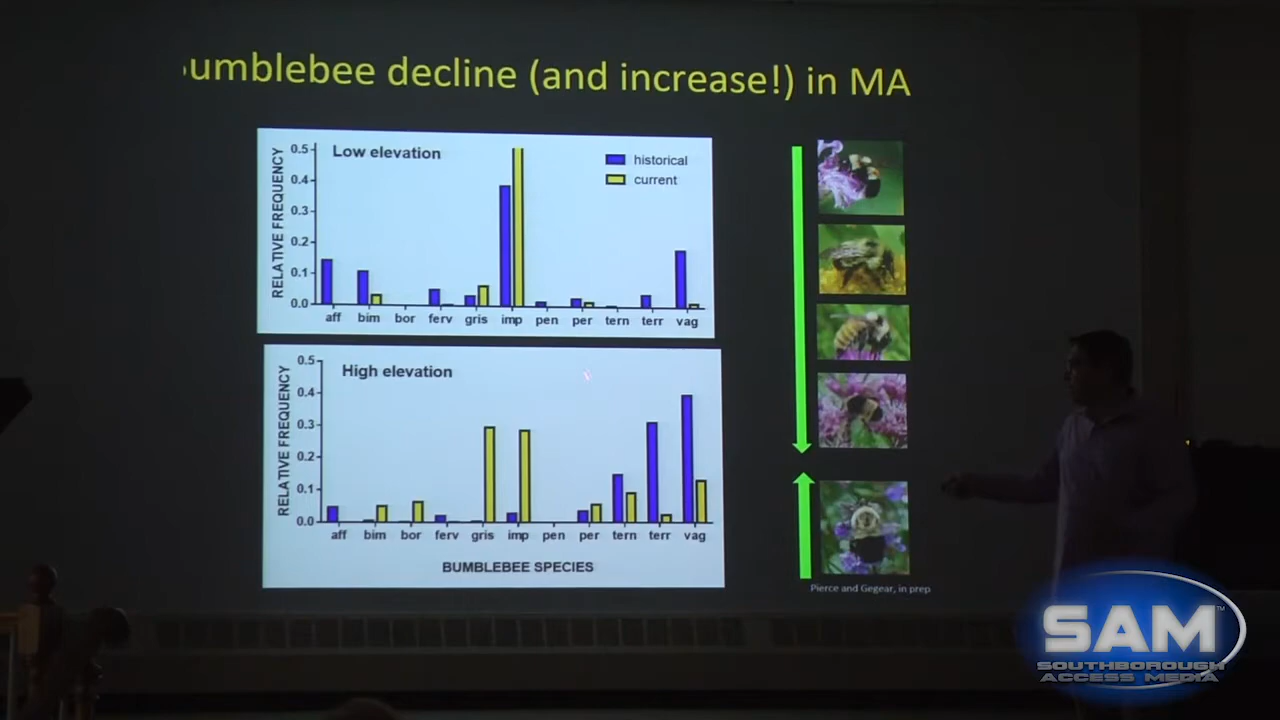 umblebee decline (and increase!) in MA
RELATIVE FREQUENCY
0.5
0.4
0.3
0.2
0.1
0.0
Low elevation
historical
current
aff bim bor ferv gris imp pen per tern terr vag
RELATIVE FREQUENCY
0.5
0.4
0.3
0.2
0.1
0.0
High elevation
aff bim bor ferv gris imp pen per tern terr vag
BUMBLEBEE SPECIES
Pierce and Gegear, in prep
SAM™
SOUTHBOROUGH
ACCESS MEDIA